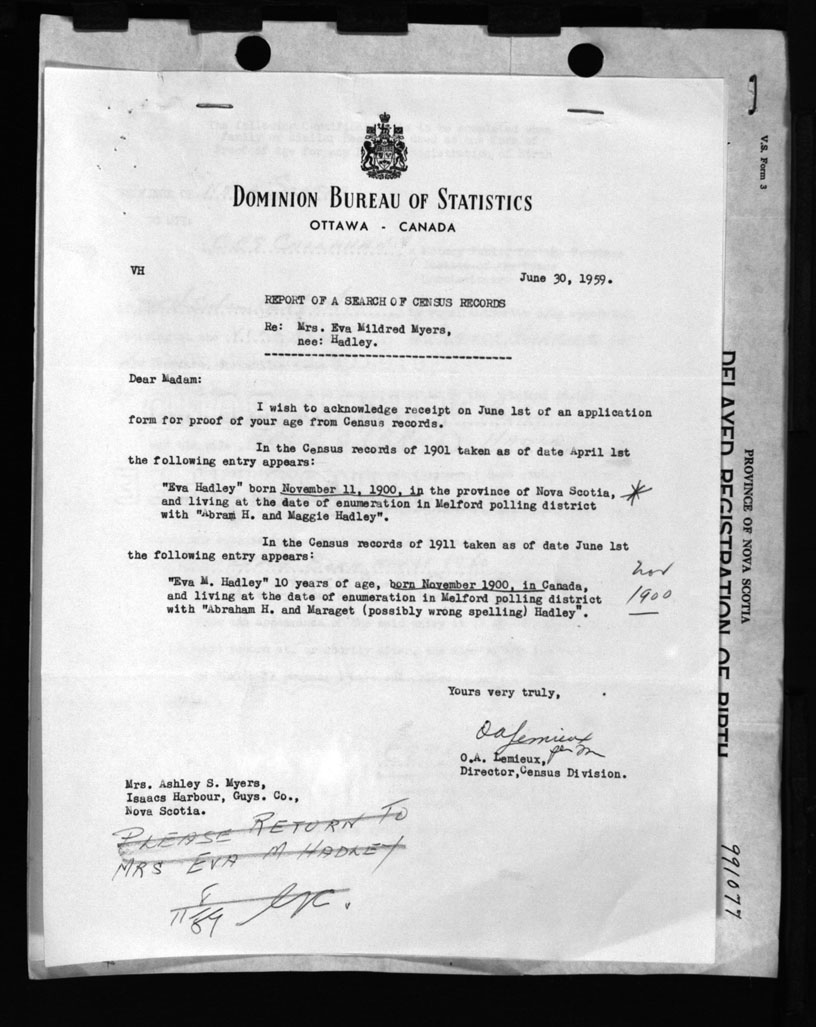 DOMINION BUREAU OF STATISTICS
OTTAWA - CANADA
VH
June 30, 1959.
REPORT OF A SEARCH OF CENSUS RECORDS
Re: Mrs. Eva Mildred Myers,
nee: Hadley.
Dear Madam:
I wish to acknowledge receipt on June 1st of an application
form for proof of your age from Census records.
In the Census records of 1901 taken as of date April 1st
the following entry appears:
"Eva Hadley" born November 11, 1900, in the province of Nova Scotia,
and living at the date of enumeration in Melford polling district
with "Abram H. and Maggie Hadley".
In the Census records of 1911 taken as of date June 1st
the following entry appears:
"Eva M. Hadley" 10 years of age, born November 1900, in Canada,
and living at the date of enumeration in Melford polling district
with "Abraham H. and Maraget (possibly wrong spelling) Hadley".
Nov
1900
Yours very truly,
OA Lemieux
per
O.A. Lemieux,
Director,Census Division.
Mrs. Ashley S. Myers,
Isaacs Harbour, Guys. Co.,
Nova Scotia.
PLEASE RETURN TO
MRS EVA M HADLEY
V.S. Form 3
PROVINCE OF NOVA SCOTIA
DELAYED REGISTRATION OF BIRTH
991077